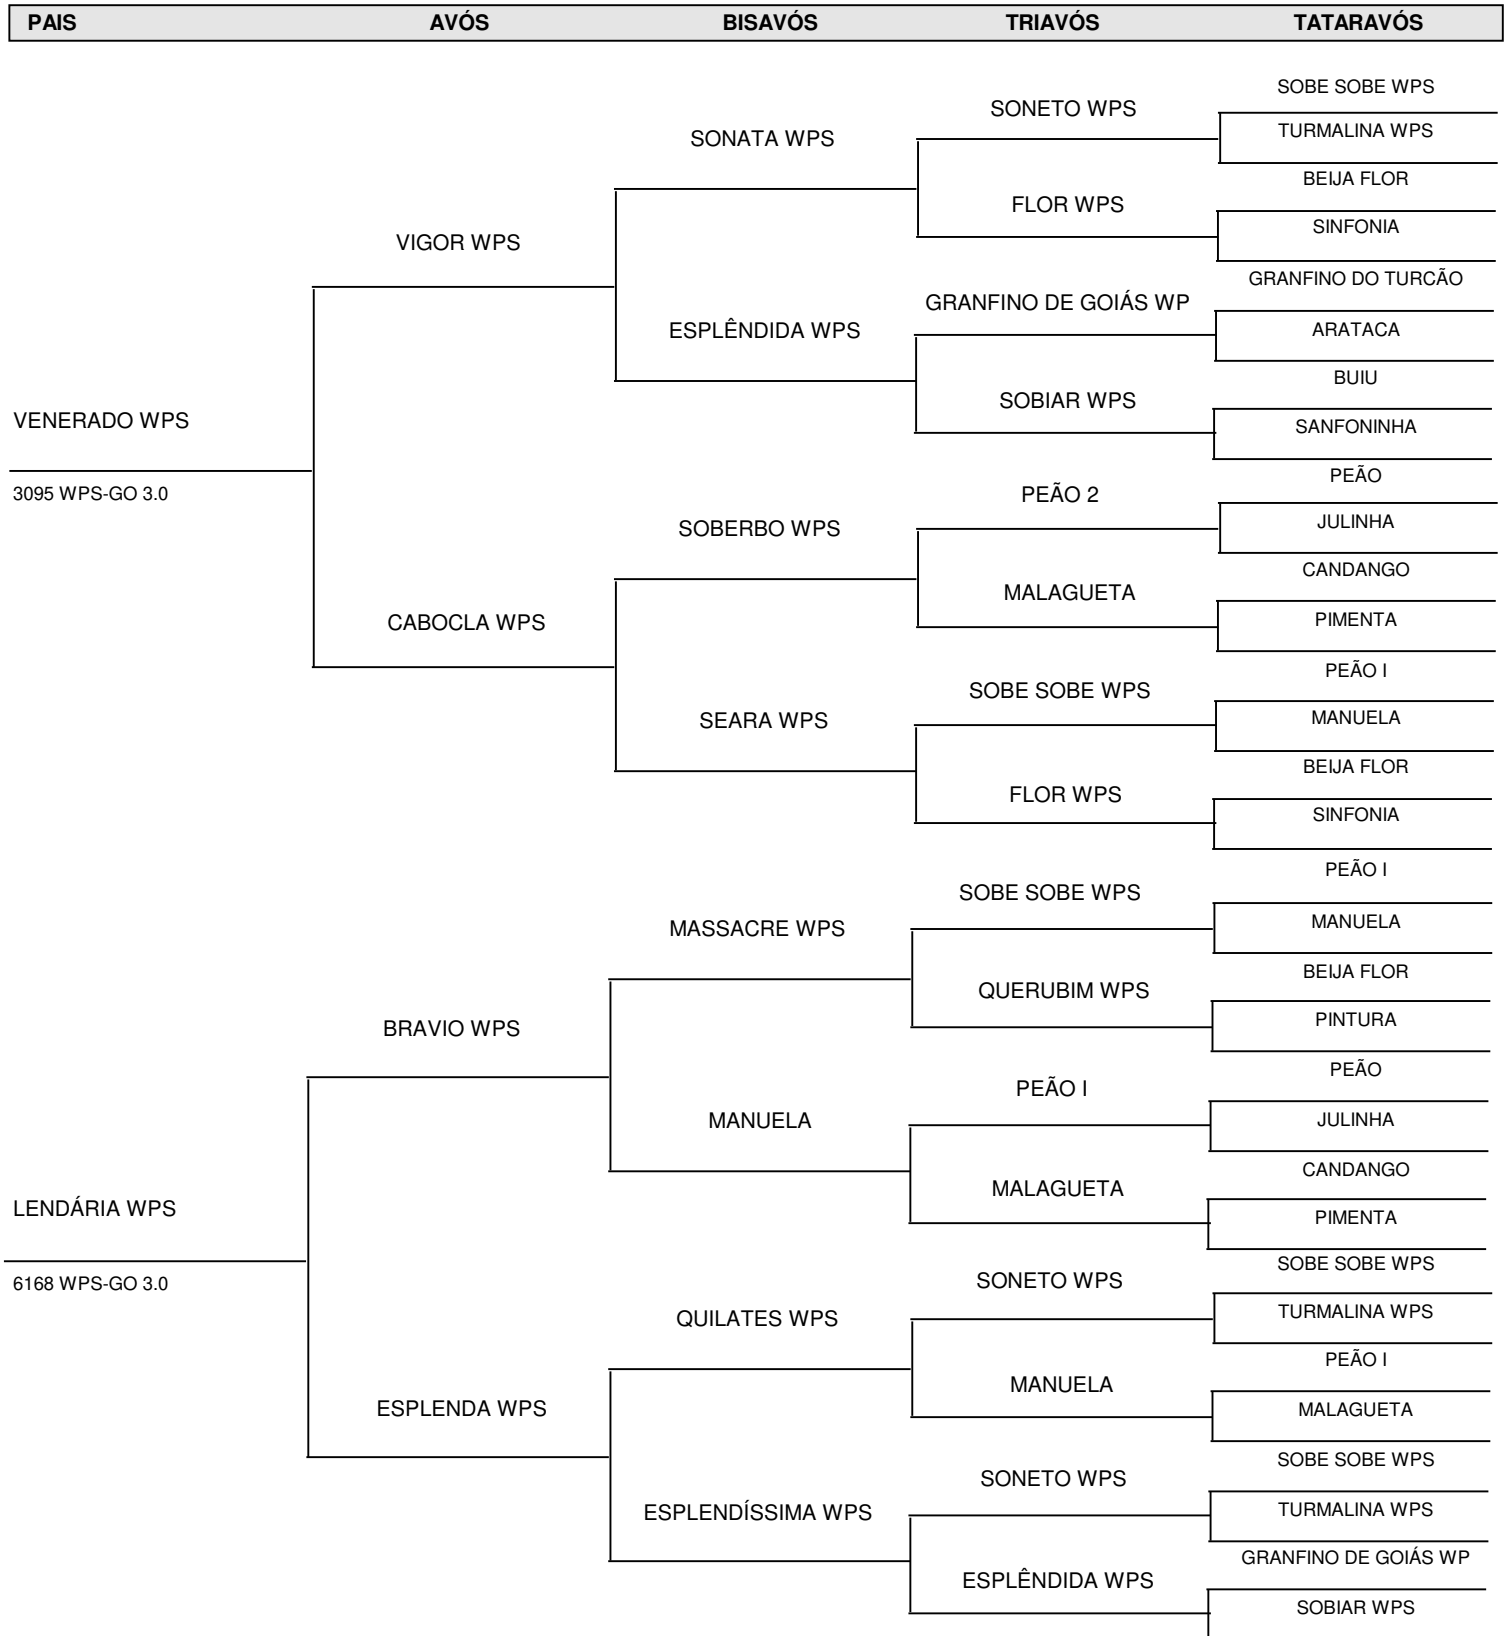 PAIS AVÓS BISAVÓS TRIAVÓS TATARAVÓS
SOBE SOBE WPS
SONETO WPS
TURMALINA WPS
SONATA WPS
BEIJA FLOR
FLOR WPS
SINFONIA
VIGOR WPS
GRANFINO DO TURCÃO
GRANFINO DE GOIÁS WP
ESPLÊNDIDA WPS
ARATACA
BUIU
SOBIAR WPS
VENERADO WPS
SANFONINHA
PEÃO
3095 WPS-GO 3.0
PEÃO 2
JULINHA
SOBERBO WPS
CANDANGO
MALAGUETA
PIMENTA
CABOCLA WPS
PEÃO I
SOBE SOBE WPS
MANUELA
SEARA WPS
BEIJA FLOR
FLOR WPS
SINFONIA
PEÃO I
SOBE SOBE WPS
MANUELA
MASSACRE WPS
BEIJA FLOR
QUERUBIM WPS
PINTURA
BRAVIO WPS
PEÃO
PEÃO I
JULINHA
MANUELA
CANDANGO
MALAGUETA
LENDÁRIA WPS
PIMENTA
SOBE SOBE WPS
6168 WPS-GO 3.0
SONETO WPS
TURMALINA WPS
QUILATES WPS
PEÃO I
MANUELA
ESPLENDA WPS
MALAGUETA
SOBE SOBE WPS
SONETO WPS
TURMALINA WPS
ESPLENDÍSSIMA WPS
GRANFINO DE GOIÁS WP
ESPLÊNDIDA WPS
SOBIAR WPS